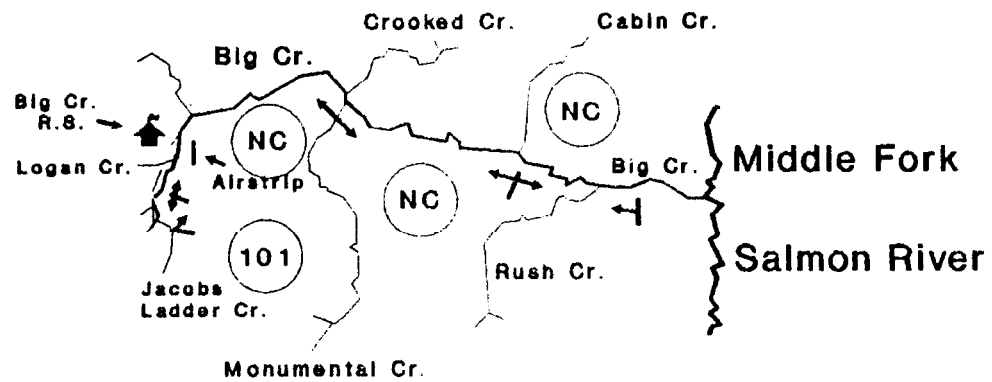 Crooked Cr.
Cabin Cr.
Big Cr.
Big Cr.
R.S.
NC
NC
Logan Cr.
Airstrip
Big Cr.
Middle Fork
NC
101
Salmon River
Rush Cr.
Jacobs
Ladder Cr.
Monumental Cr.